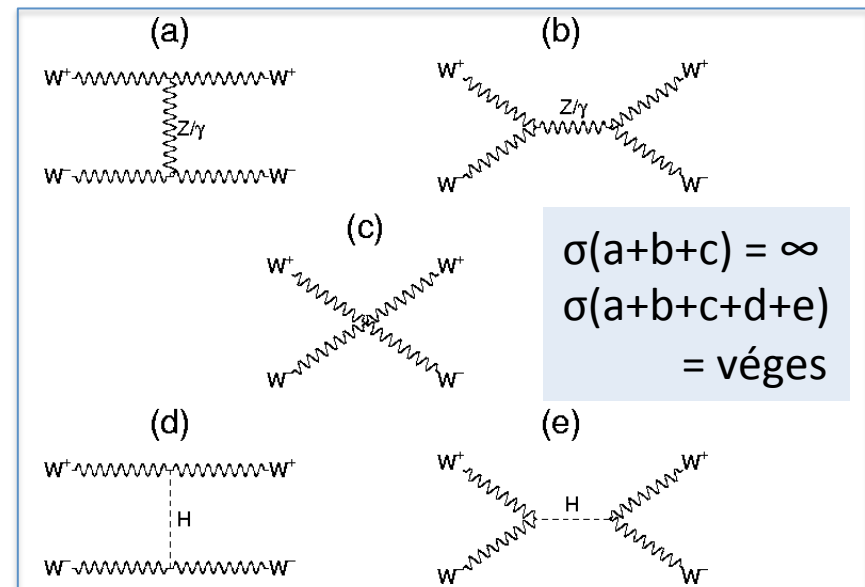 (a) (b)
W⁺ W⁺ W⁺ W⁺
Z/γ Z/γ
W⁻ W⁻ W⁻ W⁻
(c)
W⁺ W⁺
W⁻ W⁻
σ(a+b+c) = ∞
σ(a+b+c+d+e)
= véges
(d) (e)
W⁺ W⁺ W⁺ W⁺
H H
W⁻ W⁻ W⁻ W⁻